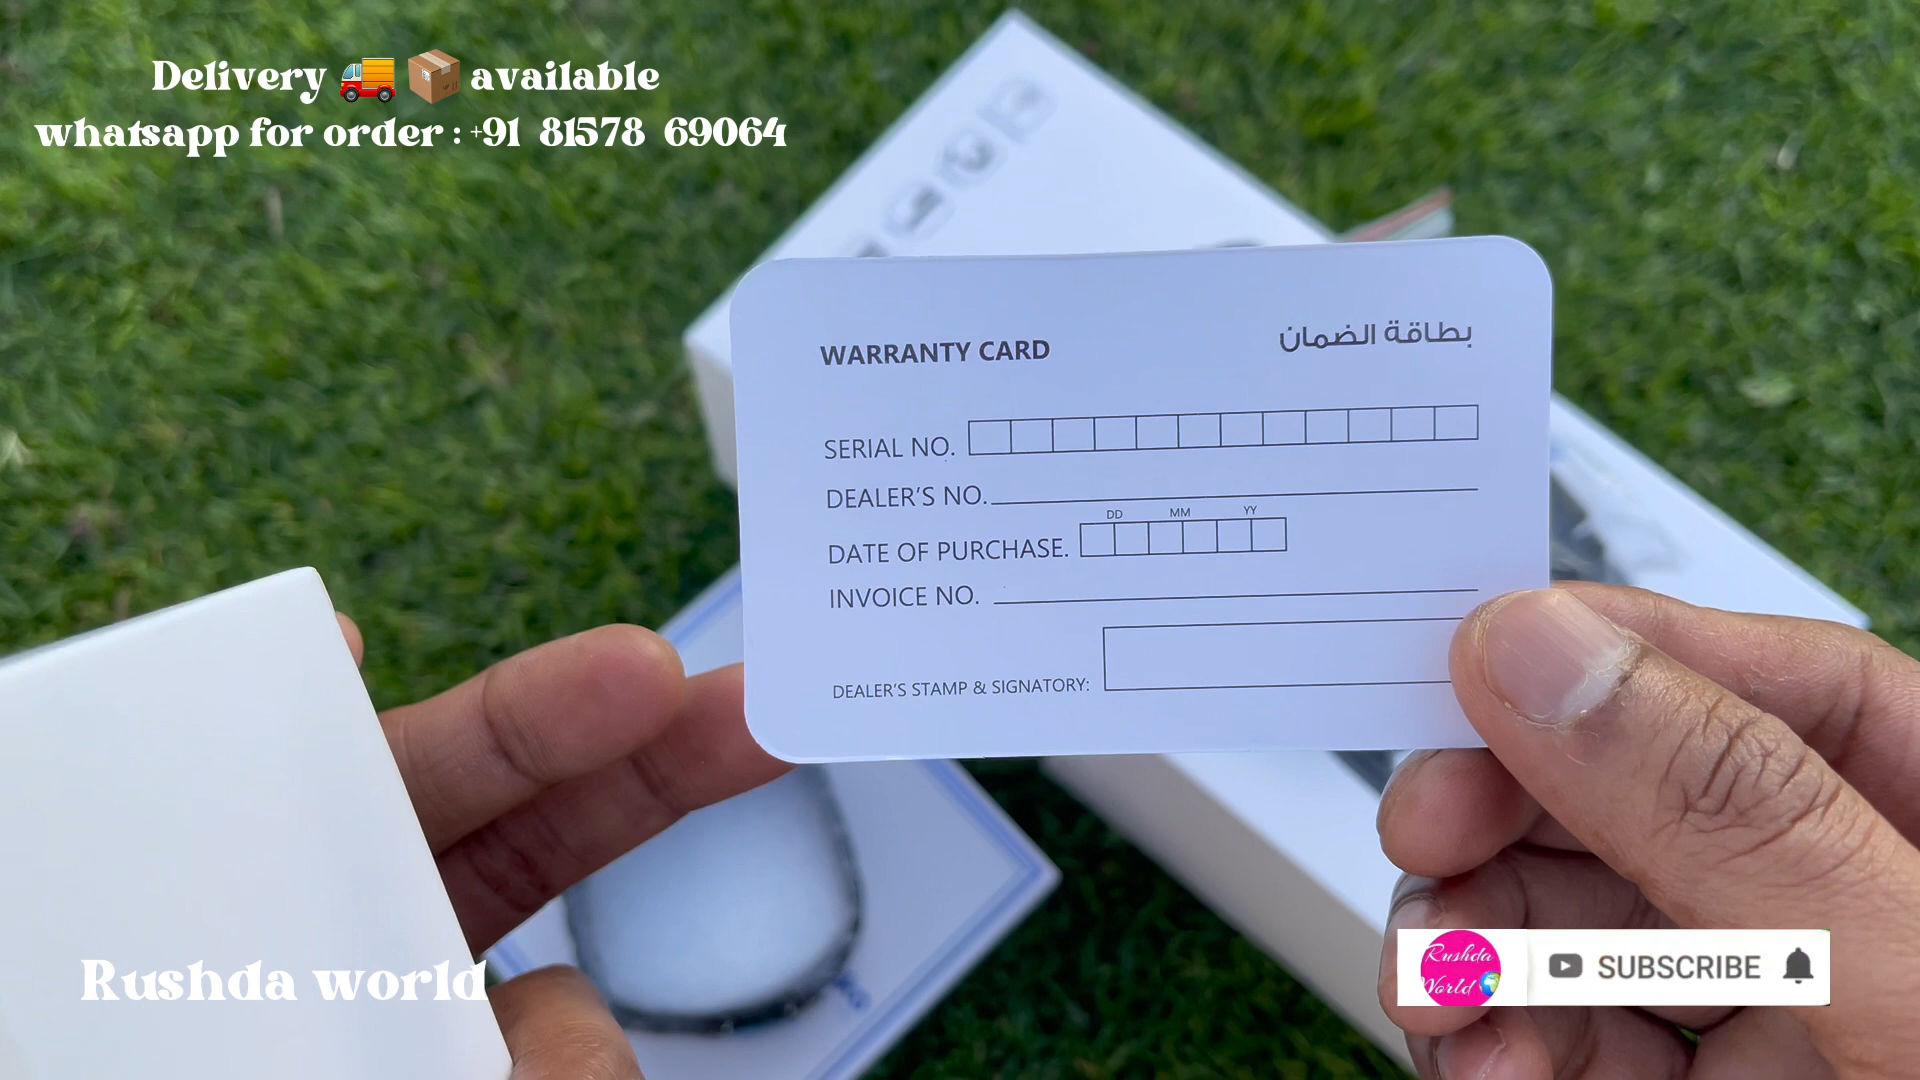 Delivery 🚚 📦 available
whatsapp for order : +91 81578 69064
WARRANTY CARD
بطاقة الضمان
SERIAL NO.
DEALER'S NO.
DD MM YY
DATE OF PURCHASE.
INVOICE NO.
DEALER'S STAMP & SIGNATORY:
Rushda world
Rushda
World
SUBSCRIBE